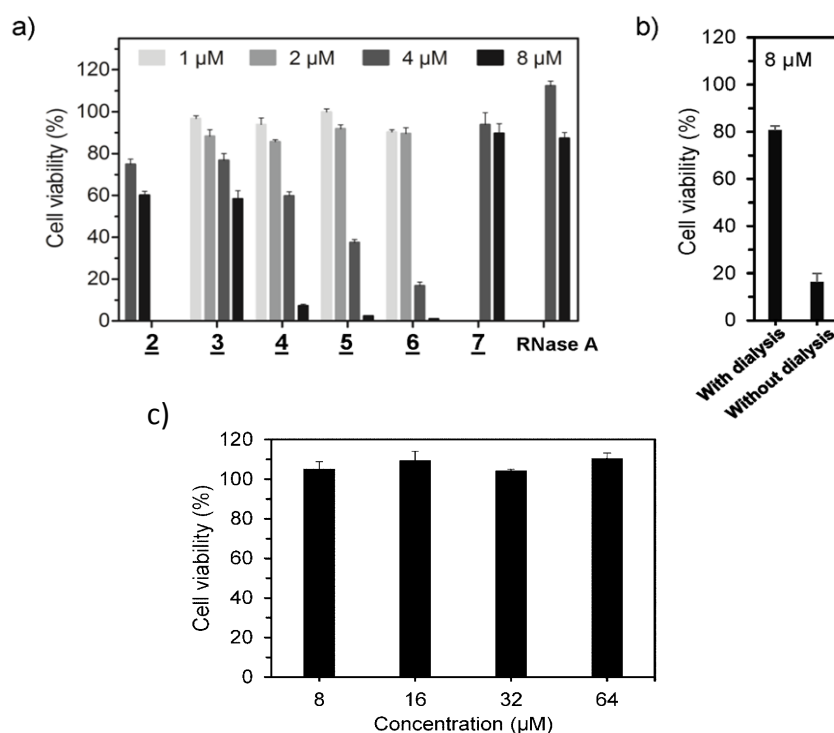 a)
1 μM 2 μM 4 μM 8 μM
Cell viability (%)
120
100
80
60
40
20
0
2 3 4 5 6 7 RNase A
b)
8 μM
Cell viability (%)
120
100
80
60
40
20
0
With dialysis
Without dialysis
c)
Cell viability (%)
120
100
80
60
40
20
0
8 16 32 64
Concentration (μM)